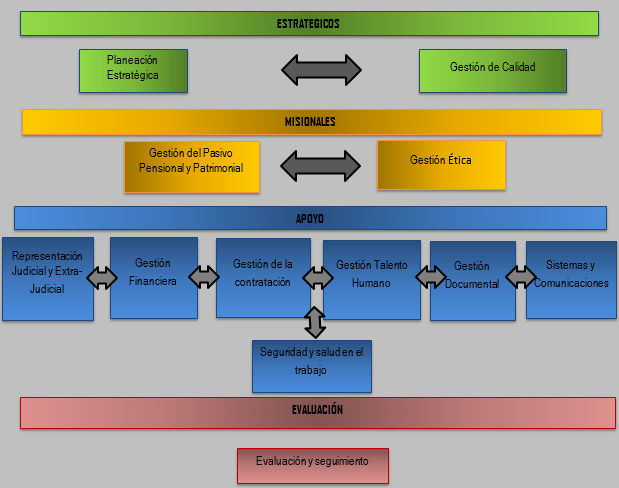 ESTRATEGICOS
Planeación
Estratégica
Gestión de Calidad
MISIONALES
Gestión del Pasivo
Pensional y Patrimonial
Gestión Ética
APOYO
Representación
Judicial y Extra-
Judicial
Gestión
Financiera
Gestión de la
contratación
Gestión Talento
Humano
Gestión
Documental
Sistemas y
Comunicaciones
Seguridad y salud en el
trabajo
EVALUACIÓN
Evaluación y seguimiento